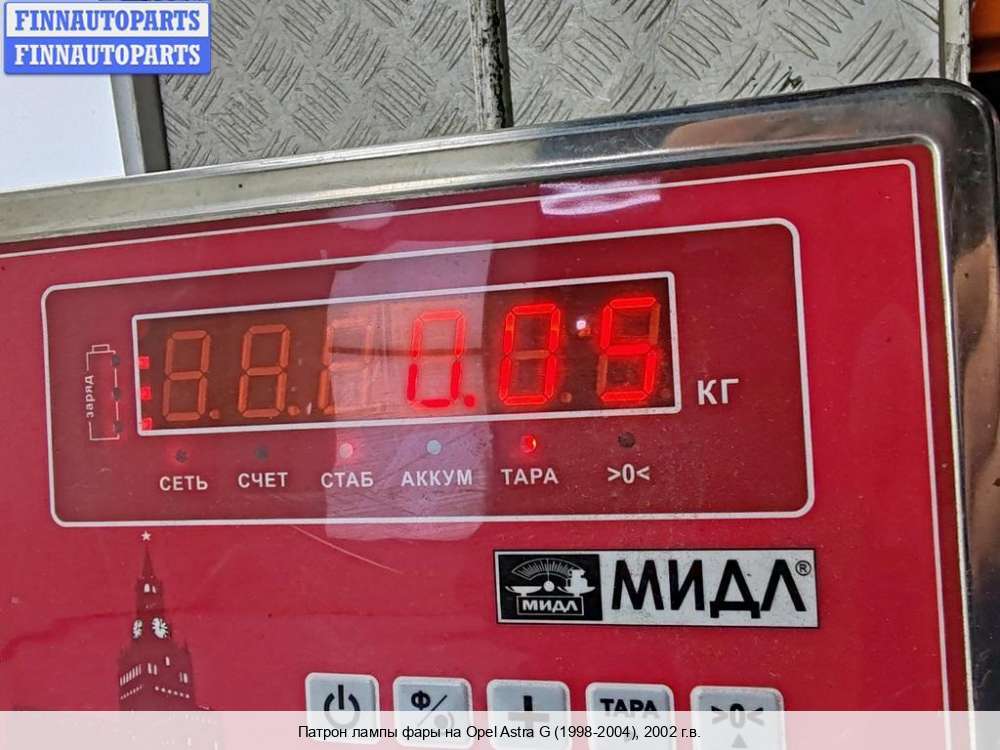 FINNAUTOPARTS
FINNAUTOPARTS
заряд
0.05
КГ
СЕТЬ СЧЕТ СТАБ АККУМ ТАРА >0<
МИДЛ
МИДЛ®
Ф
ТАРА
>0<
Патрон лампы фары на Opel Astra G (1998-2004), 2002 г.в.